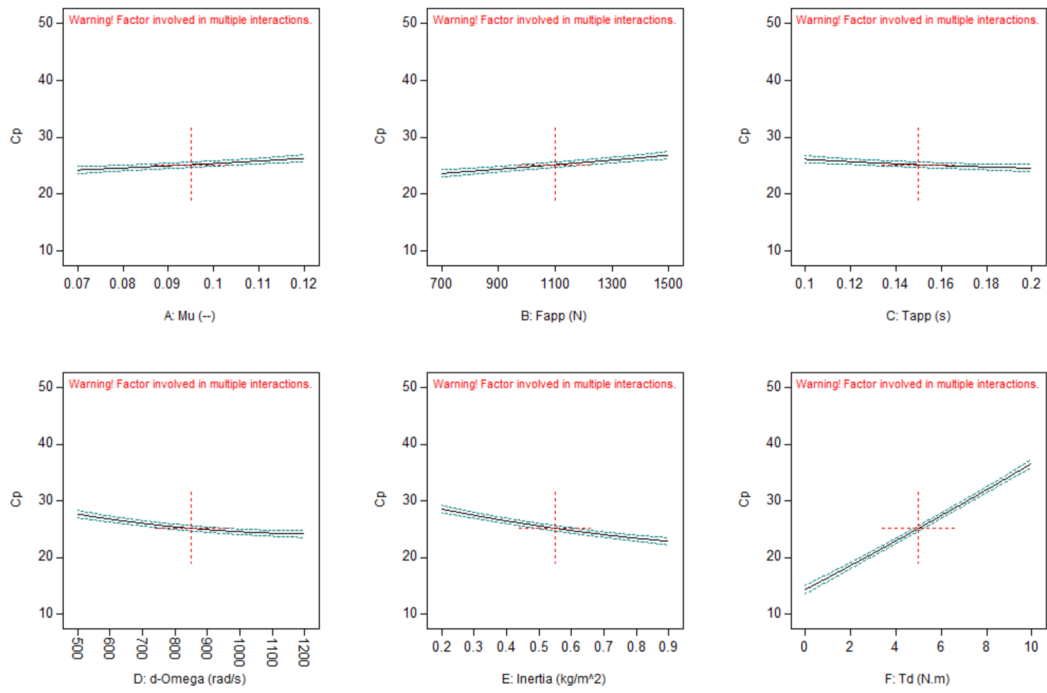 Warning! Factor involved in multiple interactions.
50
40
30
20
10
Cp
0.07 0.08 0.09 0.1 0.11 0.12
A: Mu (--)
Warning! Factor involved in multiple interactions.
50
40
30
20
10
Cp
700 900 1100 1300 1500
B: Fapp (N)
Warning! Factor involved in multiple interactions.
50
40
30
20
10
Cp
0.1 0.12 0.14 0.16 0.18 0.2
C: Tapp (s)
Warning! Factor involved in multiple interactions.
50
40
30
20
10
Cp
500 600 700 800 900 1000 1100 1200
D: d-Omega (rad/s)
Warning! Factor involved in multiple interactions.
50
40
30
20
10
Cp
0.2 0.3 0.4 0.5 0.6 0.7 0.8 0.9
E: Inertia (kg/m^2)
Warning! Factor involved in multiple interactions.
50
40
30
20
10
Cp
0 2 4 6 8 10
F: Td (N.m)